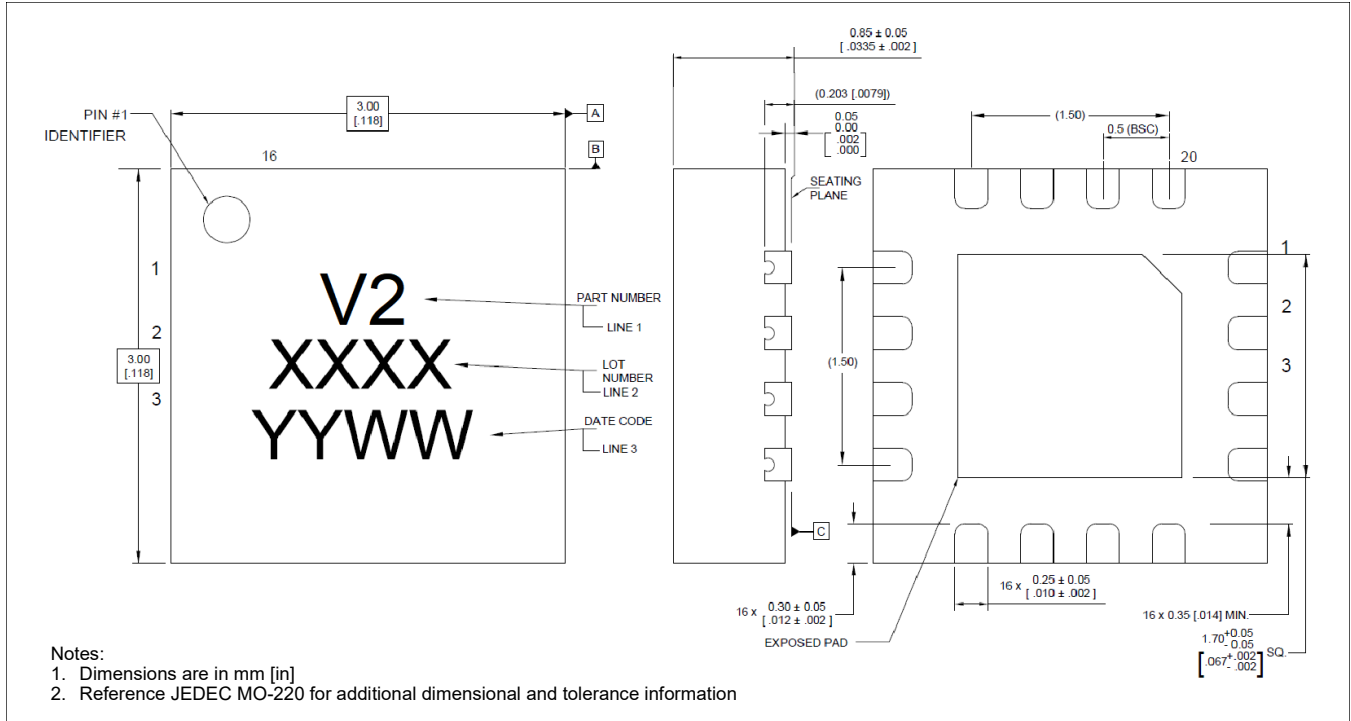 PIN #1
IDENTIFIER
3.00
[.118]
A
B
16
1
2
3
3.00
[.118]
V2
XXXX
YYWW
PART NUMBER
LINE 1
LOT
NUMBER
LINE 2
DATE CODE
LINE 3
0.85 ± 0.05
[ .0335 ± .002 ]
(0.203 [.0079])
0.05
0.00
.002
.000
SEATING
PLANE
C
(1.50)
0.5 (BSC)
20
1
2
3
(1.50)
16 x 0.30 ± 0.05
[ .012 ± .002 ]
16 x 0.25 ± 0.05
[ .010 ± .002 ]
EXPOSED PAD
16 x 0.35 [.014] MIN.
1.70 +0.05
- 0.05
[.067 +.002
- .002] SQ.
Notes:
1. Dimensions are in mm [in]
2. Reference JEDEC MO-220 for additional dimensional and tolerance information